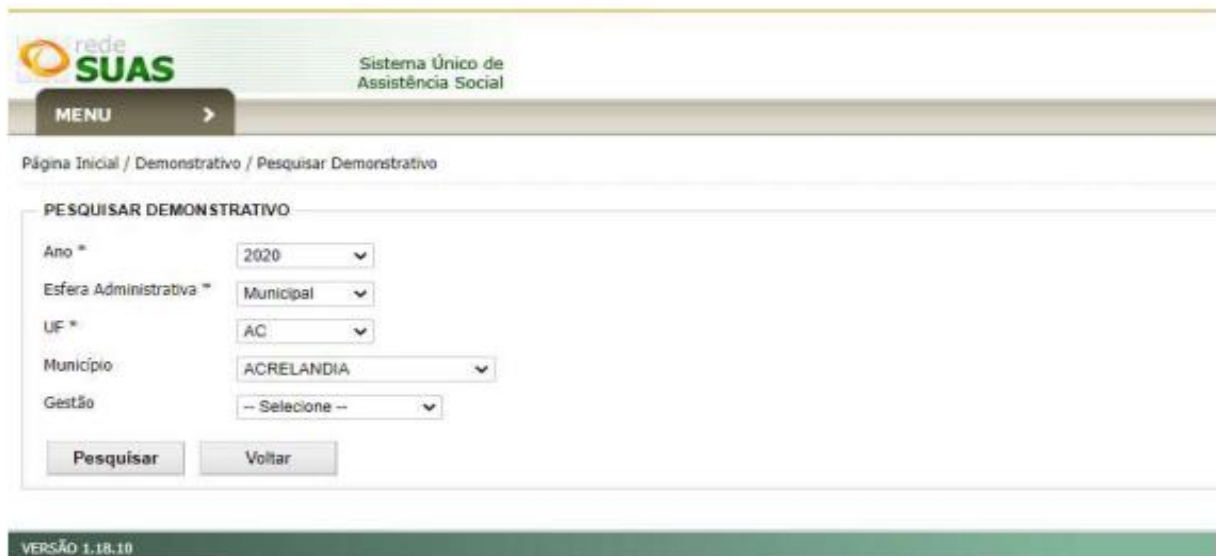 rede
SUAS
Sistema Único de
Assistência Social
MENU
Página Inicial / Demonstrativo / Pesquisar Demonstrativo
PESQUISAR DEMONSTRATIVO
Ano * 2020
Esfera Administrativa * Municipal
UF * AC
Município ACRELANDIA
Gestão -- Selecione --
Pesquisar Voltar
VERSÃO 1.18.10